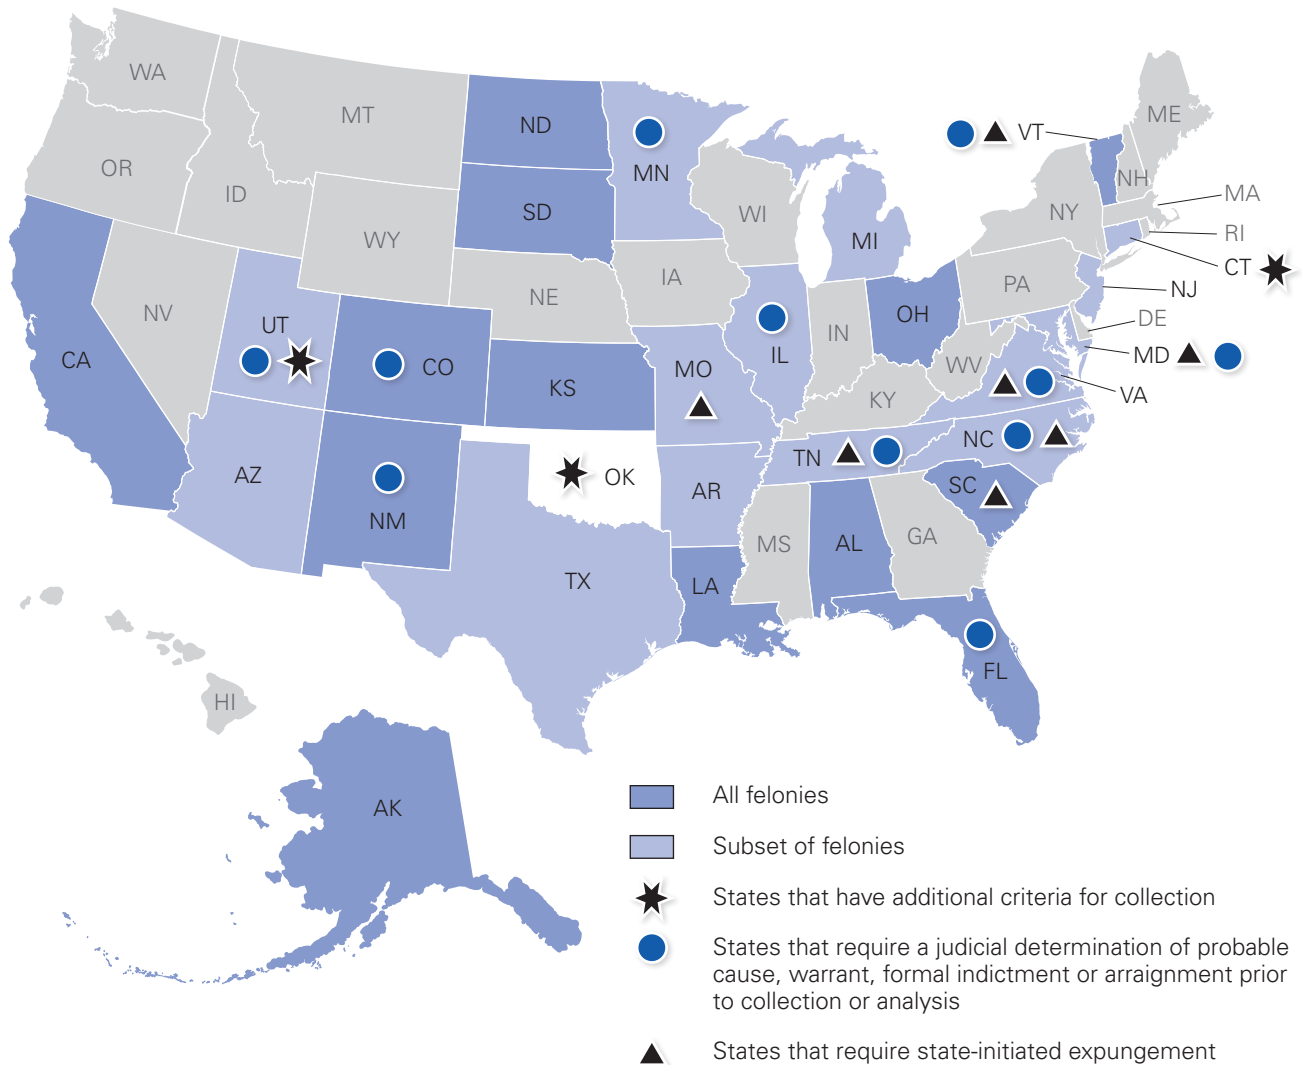 WA
MT
ND
MN
VT
ME
OR
ID
SD
WI
MI
NY
NH
MA
RI
CT
WY
IA
NE
PA
NJ
NV
UT
CO
KS
MO
IL
IN
OH
WV
DE
MD
VA
CA
KY
AZ
NM
OK
AR
TN
NC
SC
MS
AL
GA
TX
LA
FL
HI
AK
All felonies
Subset of felonies
States that have additional criteria for collection
States that require a judicial determination of probable
cause, warrant, formal indictment or arraignment prior
to collection or analysis
States that require state-initiated expungement